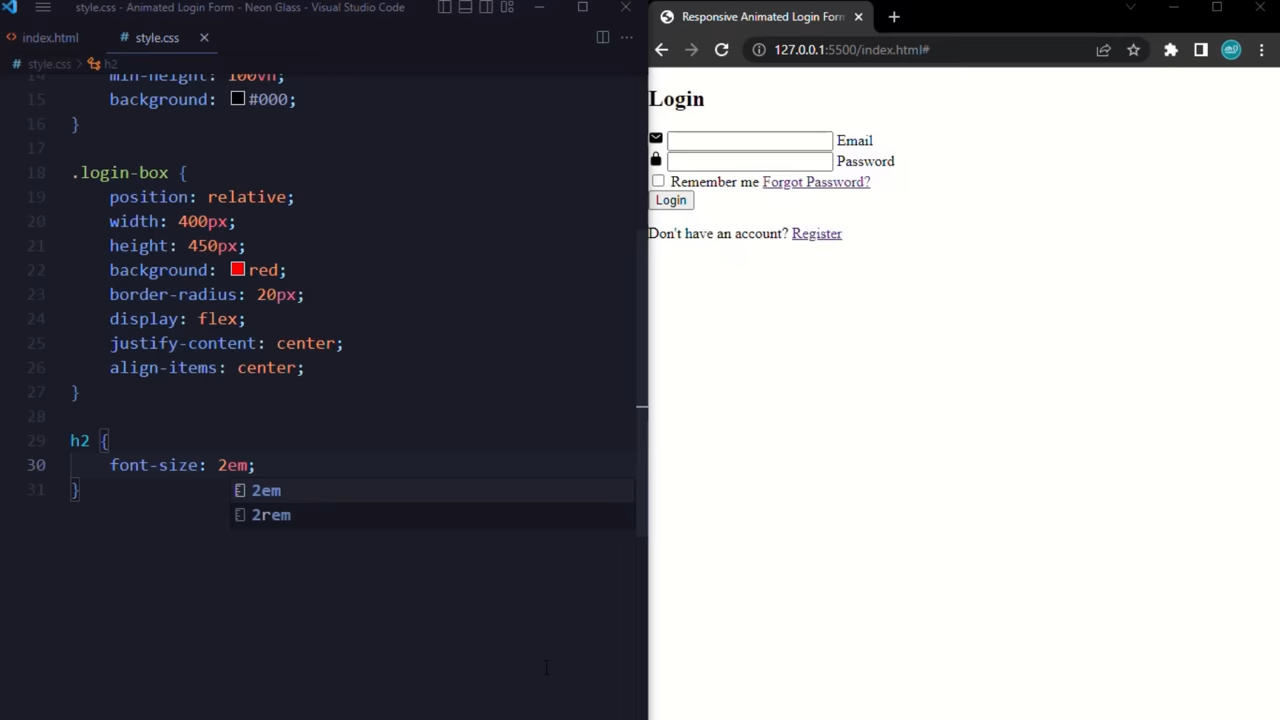 style.css - Animated Login Form - Neon Glass - Visual Studio Code
index.html
# style.css
# style.css > h2
14 min-height: 100vh;
15 background: #000;
16 }
17
18 .login-box {
19 position: relative;
20 width: 400px;
21 height: 450px;
22 background: red;
23 border-radius: 20px;
24 display: flex;
25 justify-content: center;
26 align-items: center;
27 }
28
29 h2 {
30 font-size: 2em;
31 }
2em
2rem
Responsive Animated Login Form
127.0.0.1:5500/index.html#
Login
Email
Password
Remember me Forgot Password?
Login
Don't have an account? Register